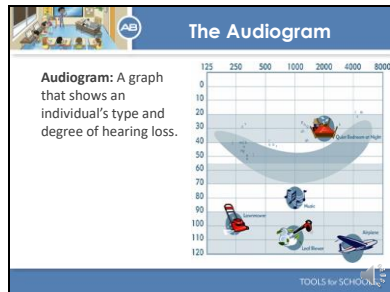 AB
The Audiogram
Audiogram: A graph
that shows an
individual's type and
degree of hearing loss.
125 250 500 1000 2000 4000 8000
0
10
20
30
40
50
60
70
80
90
100
110
120
Quiet Bedroom at Night
Music
Lawnmower
Leaf Blower
Airplane
TOOLS for SCHOOLS